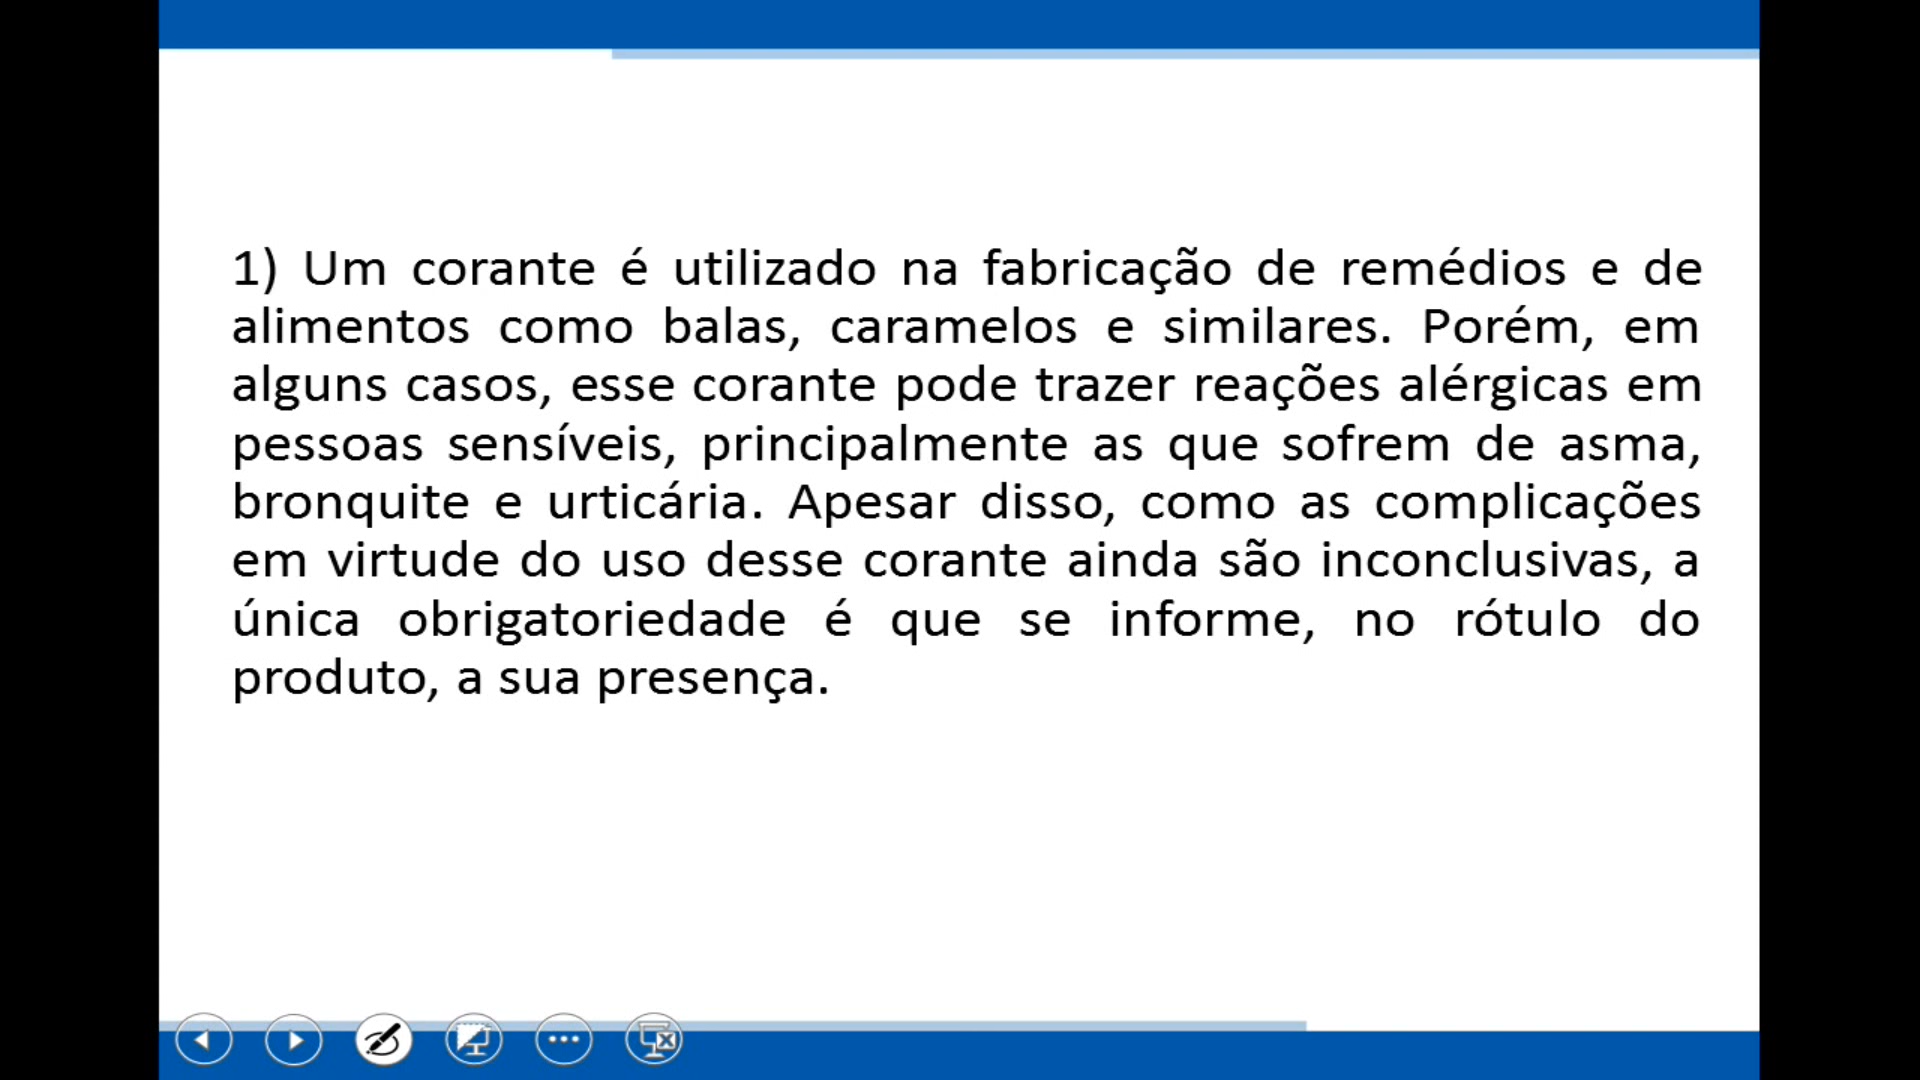 1) Um corante é utilizado na fabricação de remédios e de
alimentos como balas, caramelos e similares. Porém, em
alguns casos, esse corante pode trazer reações alérgicas em
pessoas sensíveis, principalmente as que sofrem de asma,
bronquite e urticária. Apesar disso, como as complicações
em virtude do uso desse corante ainda são inconclusivas, a
única obrigatoriedade é que se informe, no rótulo do
produto, a sua presença.